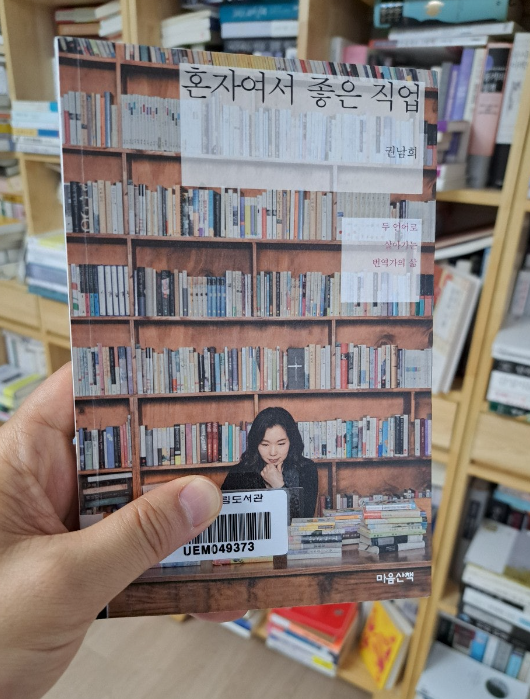 혼자여서 좋은 직업
권남희
두 언어로
살아가는
번역가의 삶
림도서관
UEM049373
마음산책